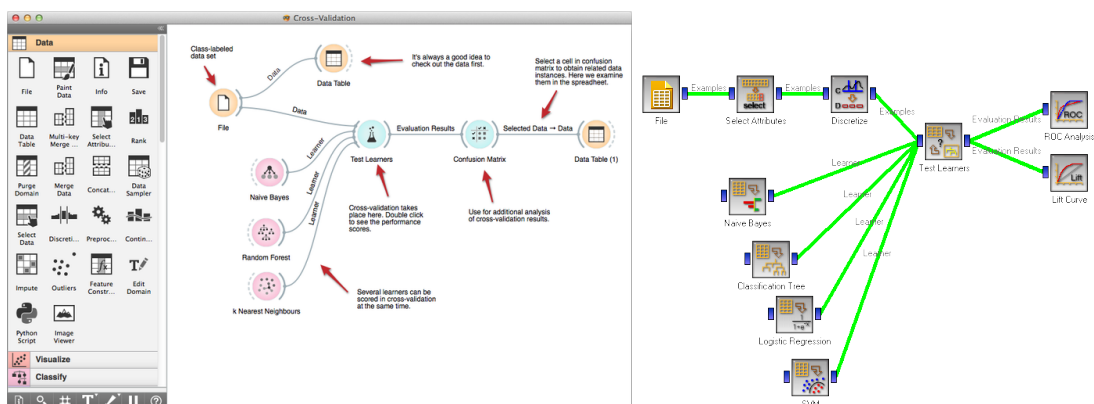 Cross-Validation
Data
File
Paint
Data
Info
Save
Data
Table
Multi-key
Merge ...
Select
Attribu...
Rank
Purge
Domain
Merge
Data
Concat...
Data
Sampler
Select
Data
Discreti...
Preproc...
Contin...
Impute
Outliers
Feature
Constr...
Edit
Domain
Python
Script
Image
Viewer
Visualize
Classify
Class-labeled
data set
File
Data
Data
Data Table
It's always a good idea to
check out the data first.
Select a cell in confusion
matrix to obtain related data
instances. Here we examine
them in the spreadheet.
Learner
Learner
Learner
Test Learners
Evaluation Results
Confusion Matrix
Selected Data → Data
Data Table (1)
Naive Bayes
Random Forest
k Nearest Neighbours
Cross-validation takes
place here. Double click
to see the performance
scores.
Use for additional analysis
of cross-validation results.
Several learners can be
scored in cross-validation
at the same time.
File
Examples
select
Select Attributes
Examples
C
D
Discretize
Examples
?
Test Learners
Evaluation Results
Evaluation Results
ROC
ROC Analysis
Lift
Lift Curve
Learner
Learner
Learner
Learner
Naive Bayes
Classification Tree
Logistic Regression
SVM